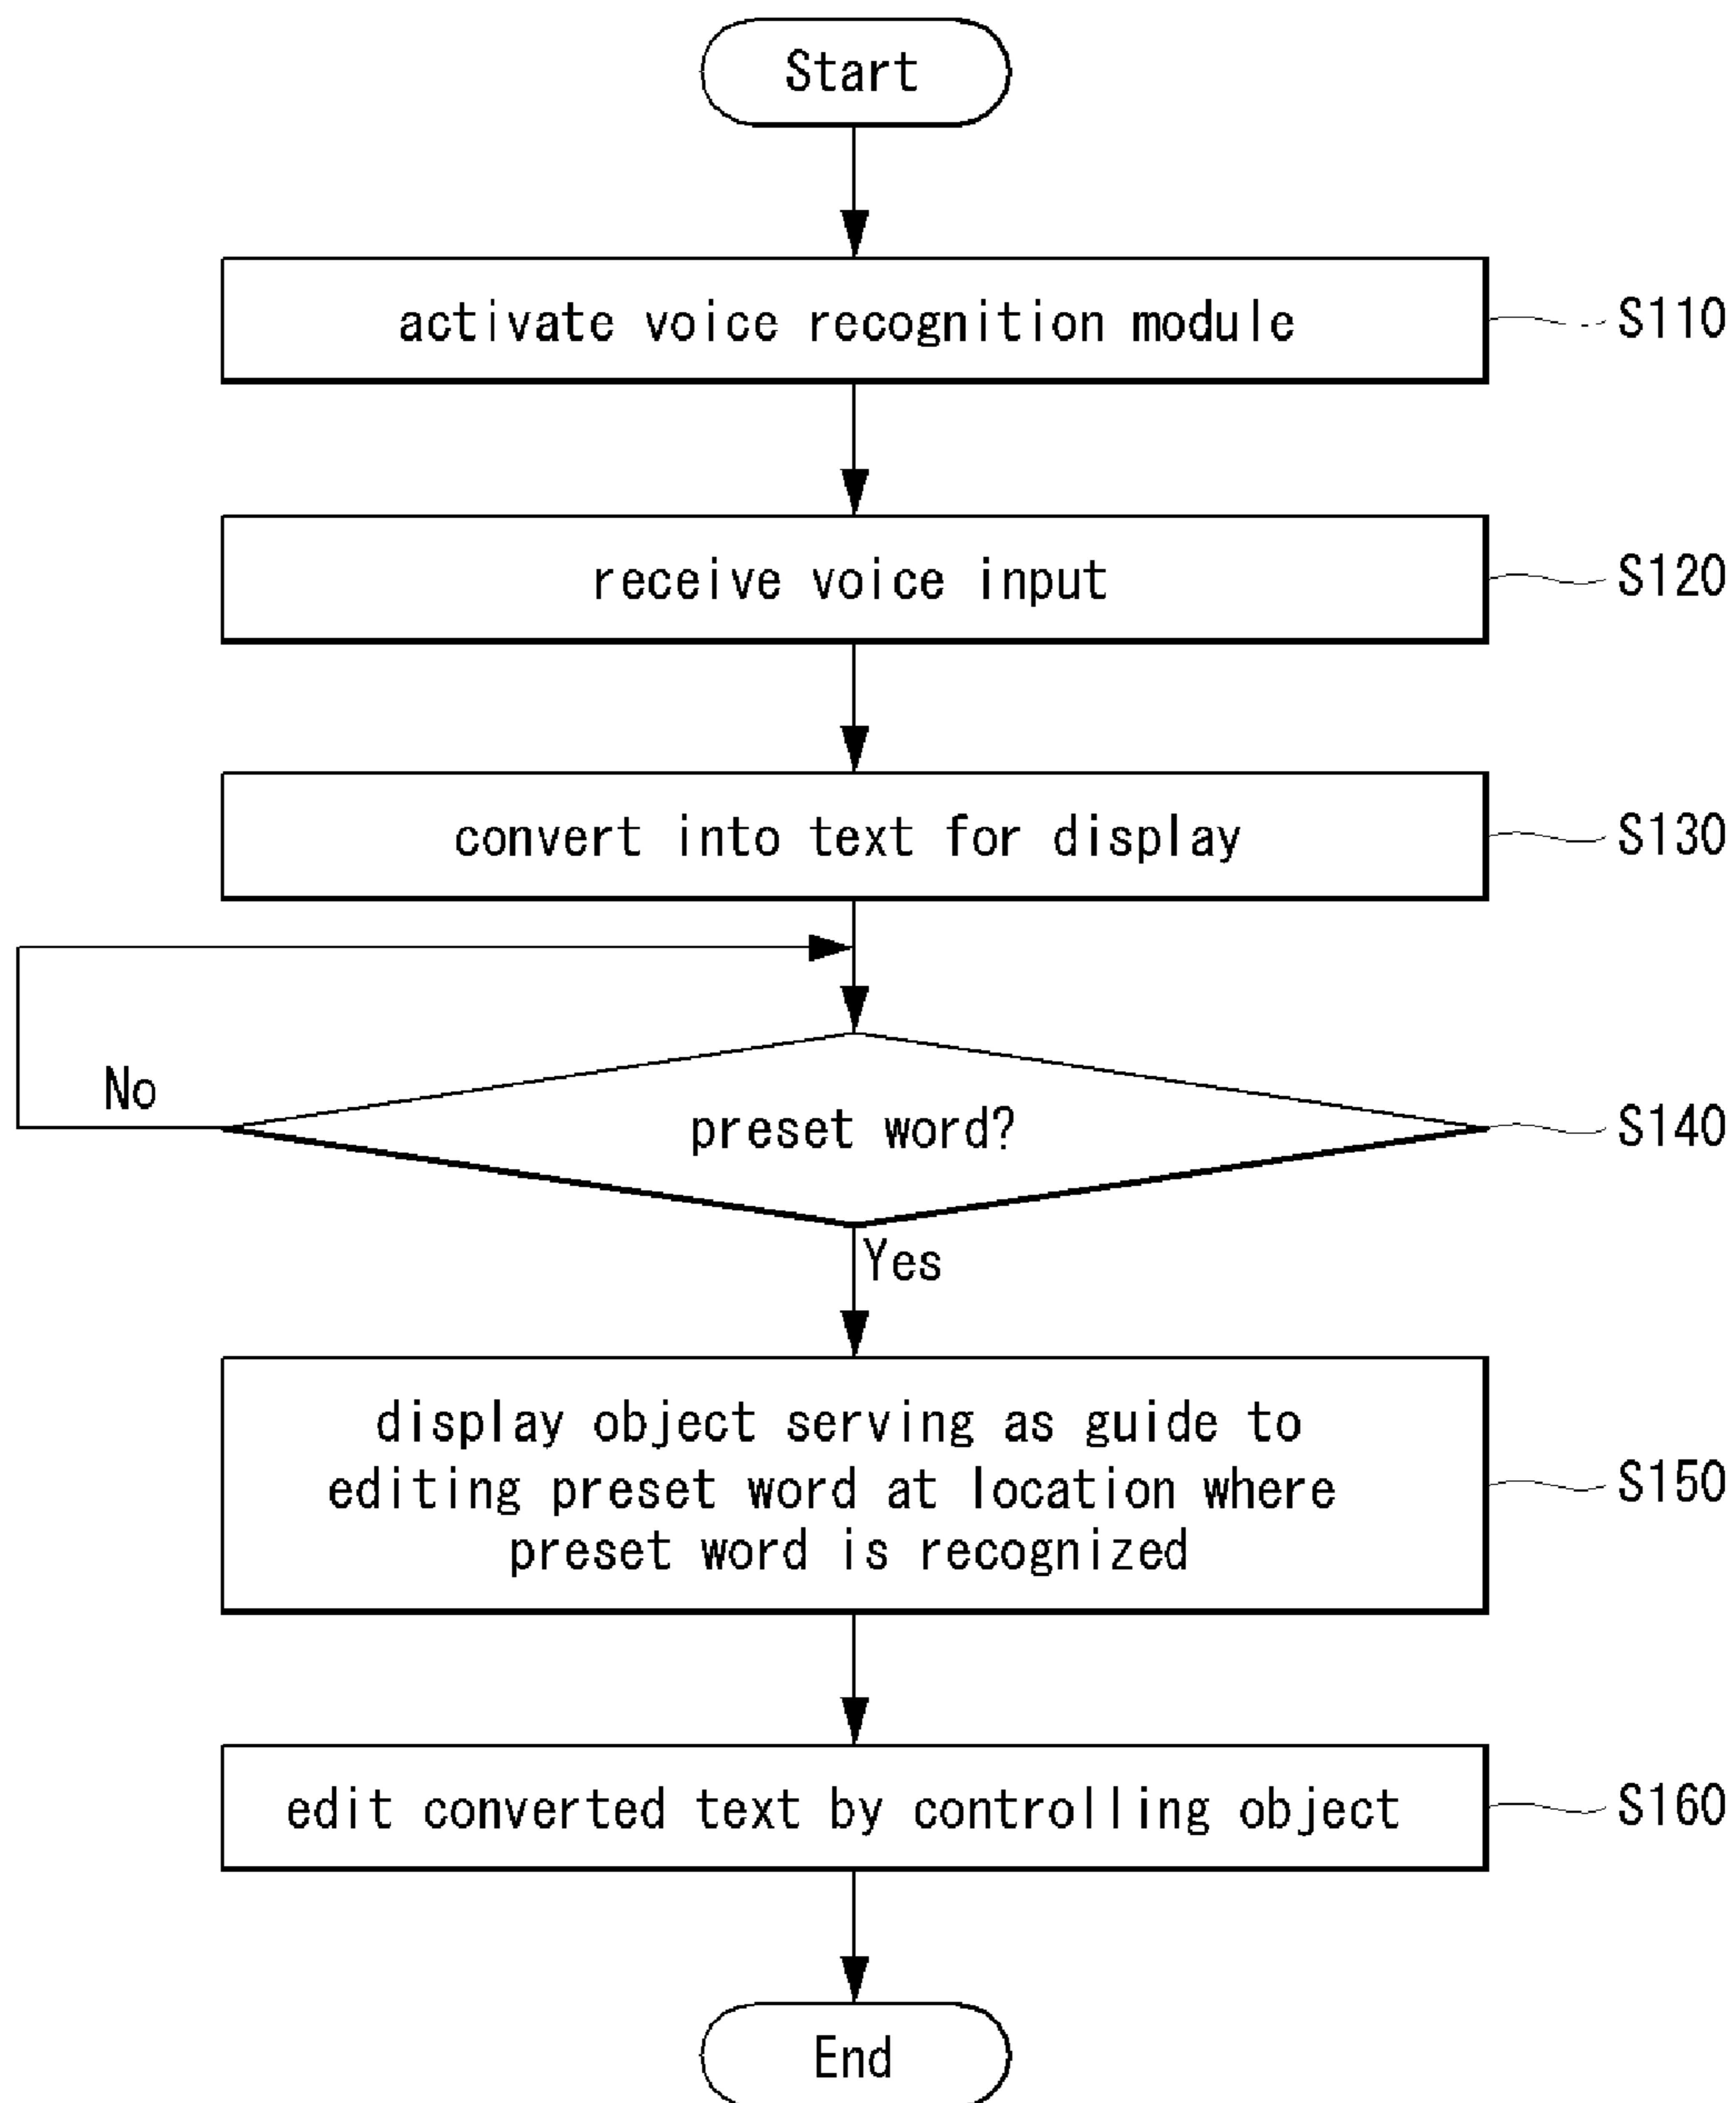 Start
activate voice recognition module
S110
receive voice input
S120
convert into text for display
S130
No
preset word?
S140
Yes
display object serving as guide to
editing preset word at location where
preset word is recognized
S150
edit converted text by controlling object
S160
End